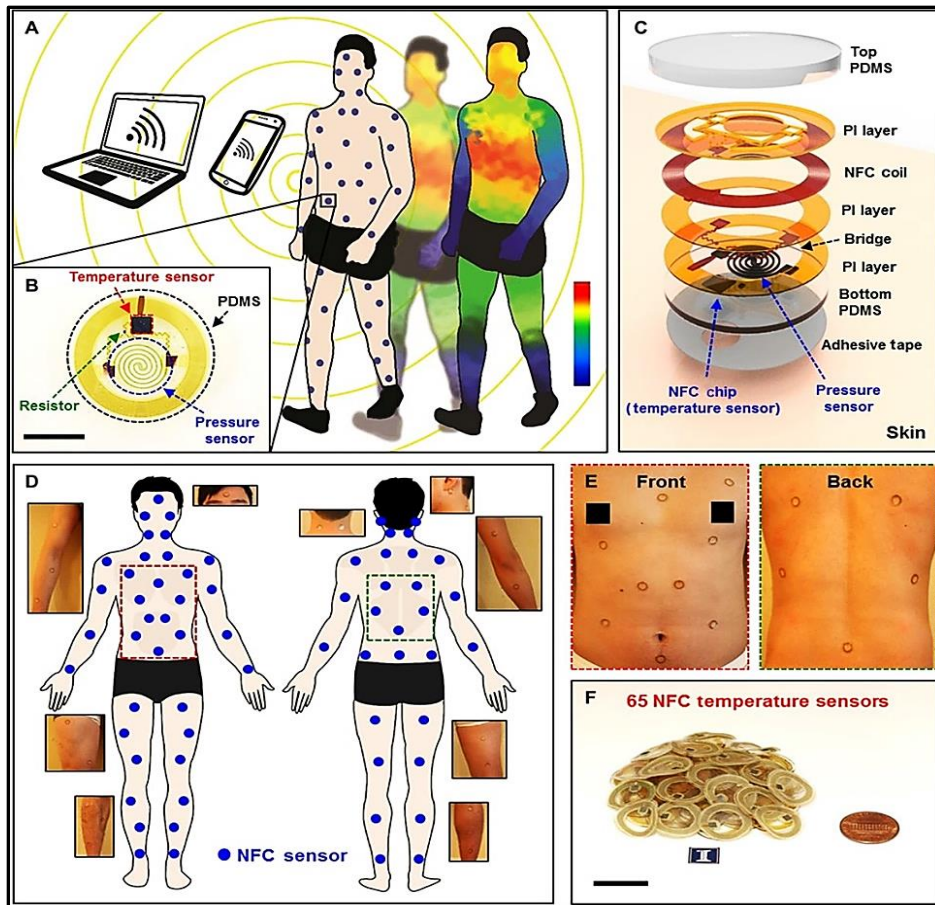 A
B
Temperature sensor
PDMS
Resistor
Pressure
sensor
C
Top
PDMS
PI layer
NFC coil
PI layer
Bridge
PI layer
Bottom
PDMS
Adhesive tape
NFC chip
(temperature sensor)
Pressure
sensor
Skin
D
NFC sensor
E
Front
Back
F
65 NFC temperature sensors